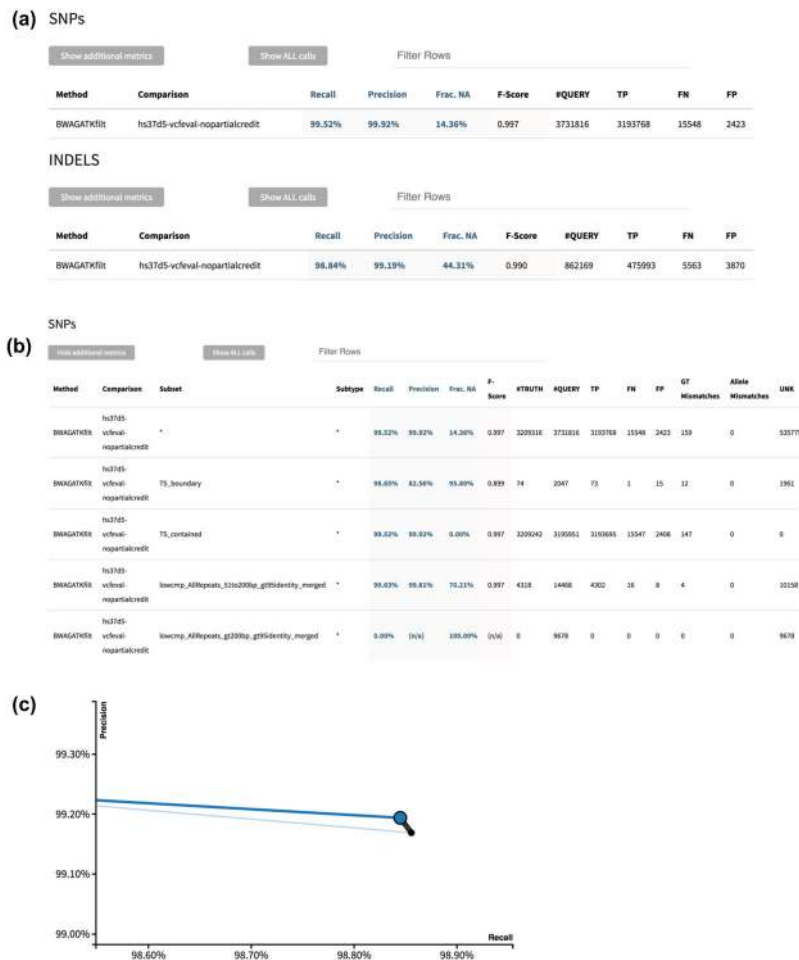 (a) SNPs
Show additional metrics Show ALL calls Filter Rows
Method Comparison Recall Precision Frac. NA F-Score #QUERY TP FN FP
BWAGATKfilt hs37d5-vcfeval-nopartialcredit 99.52% 99.92% 14.36% 0.997 3731816 3193768 15548 2423
INDELS
Show additional metrics Show ALL calls Filter Rows
Method Comparison Recall Precision Frac. NA F-Score #QUERY TP FN FP
BWAGATKfilt hs37d5-vcfeval-nopartialcredit 98.84% 99.19% 44.31% 0.990 862169 475993 5563 3870
SNPs
(b)
Hide additional metrics Show ALL calls Filter Rows
Method Comparison Subset Subtype Recall Precision Frac. NA F-Score #TRUTH #QUERY TP FN FP GT Mismatches Allele Mismatches UNK
BWAGATKfilt hs37d5-vcfeval-nopartialcredit * * 99.52% 99.92% 14.36% 0.997 3209316 3731816 3193768 15548 2423 159 0
BWAGATKfilt hs37d5-vcfeval-nopartialcredit TS_boundary * 98.65% 82.56% 95.80% 0.899 74 2047 73 1 15 12 0 1961
BWAGATKfilt hs37d5-vcfeval-nopartialcredit TS_contained * 99.52% 99.92% 0.00% 0.997 3209242 3193695 15547 2408 147 0 0
BWAGATKfilt hs37d5-vcfeval-nopartialcredit lowcmp_AllRepeats_51to200bp_gt95identity_merged * 99.63% 99.81% 70.21% 0.997 4318 14468 4302 16 8 4 0 10158
BWAGATKfilt hs37d5-vcfeval-nopartialcredit lowcmp_AllRepeats_gt200bp_gt95identity_merged * 0.00% (n/a) 100.00% (n/a) 0 9678 0 0 0 0 0 9678
(c)
Precision
99.30%
99.20%
99.10%
99.00%
Recall
98.60% 98.70% 98.80% 98.90%